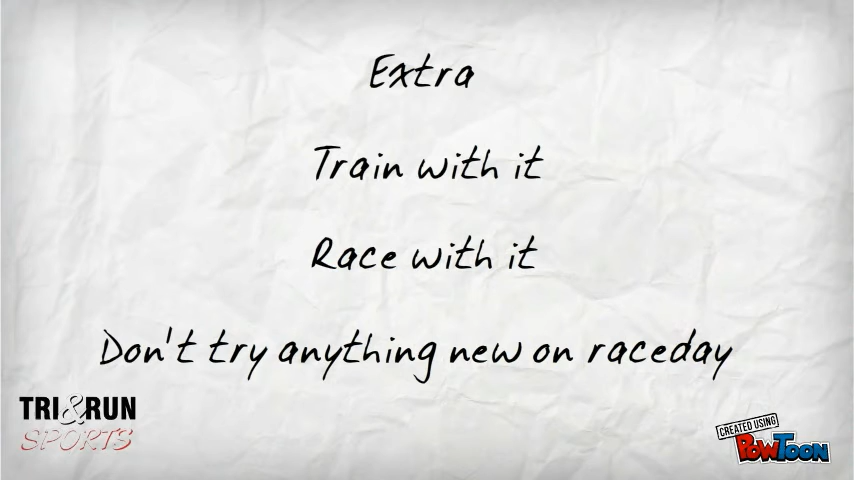 Extra
Train with it
Race with it
Don't try anything new on raceday
TRI&RUN
SPORTS
CREATED USING
POWTOON